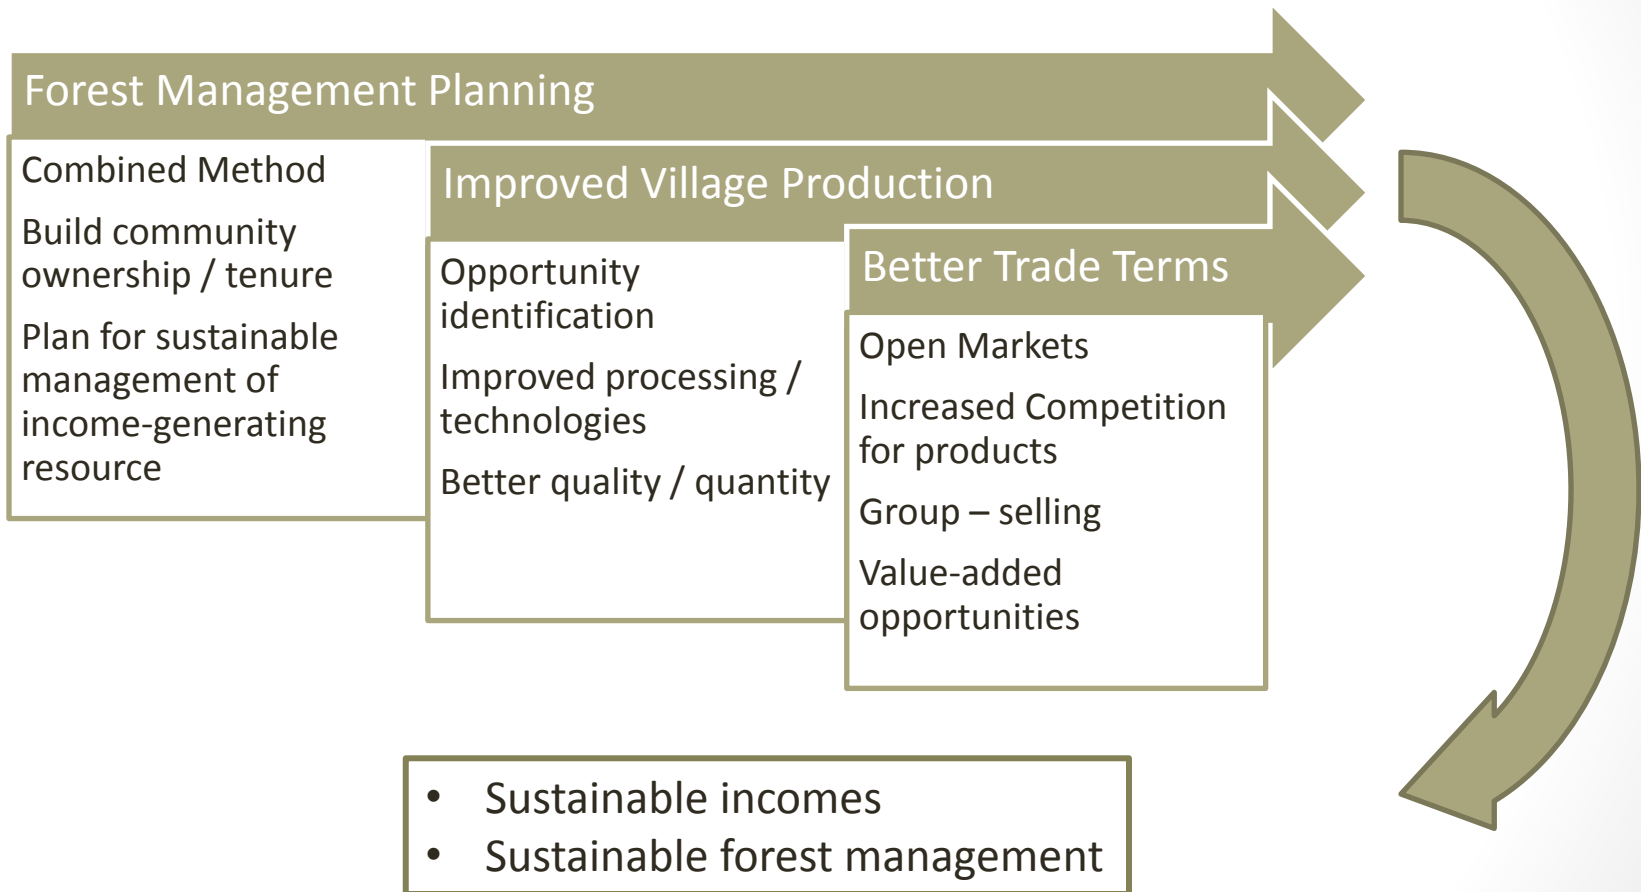 Forest Management Planning
Combined Method
Build community
ownership / tenure
Plan for sustainable
management of
income-generating
resource
Improved Village Production
Opportunity
identification
Improved processing /
technologies
Better quality / quantity
Better Trade Terms
Open Markets
Increased Competition
for products
Group – selling
Value-added
opportunities
• Sustainable incomes
• Sustainable forest management